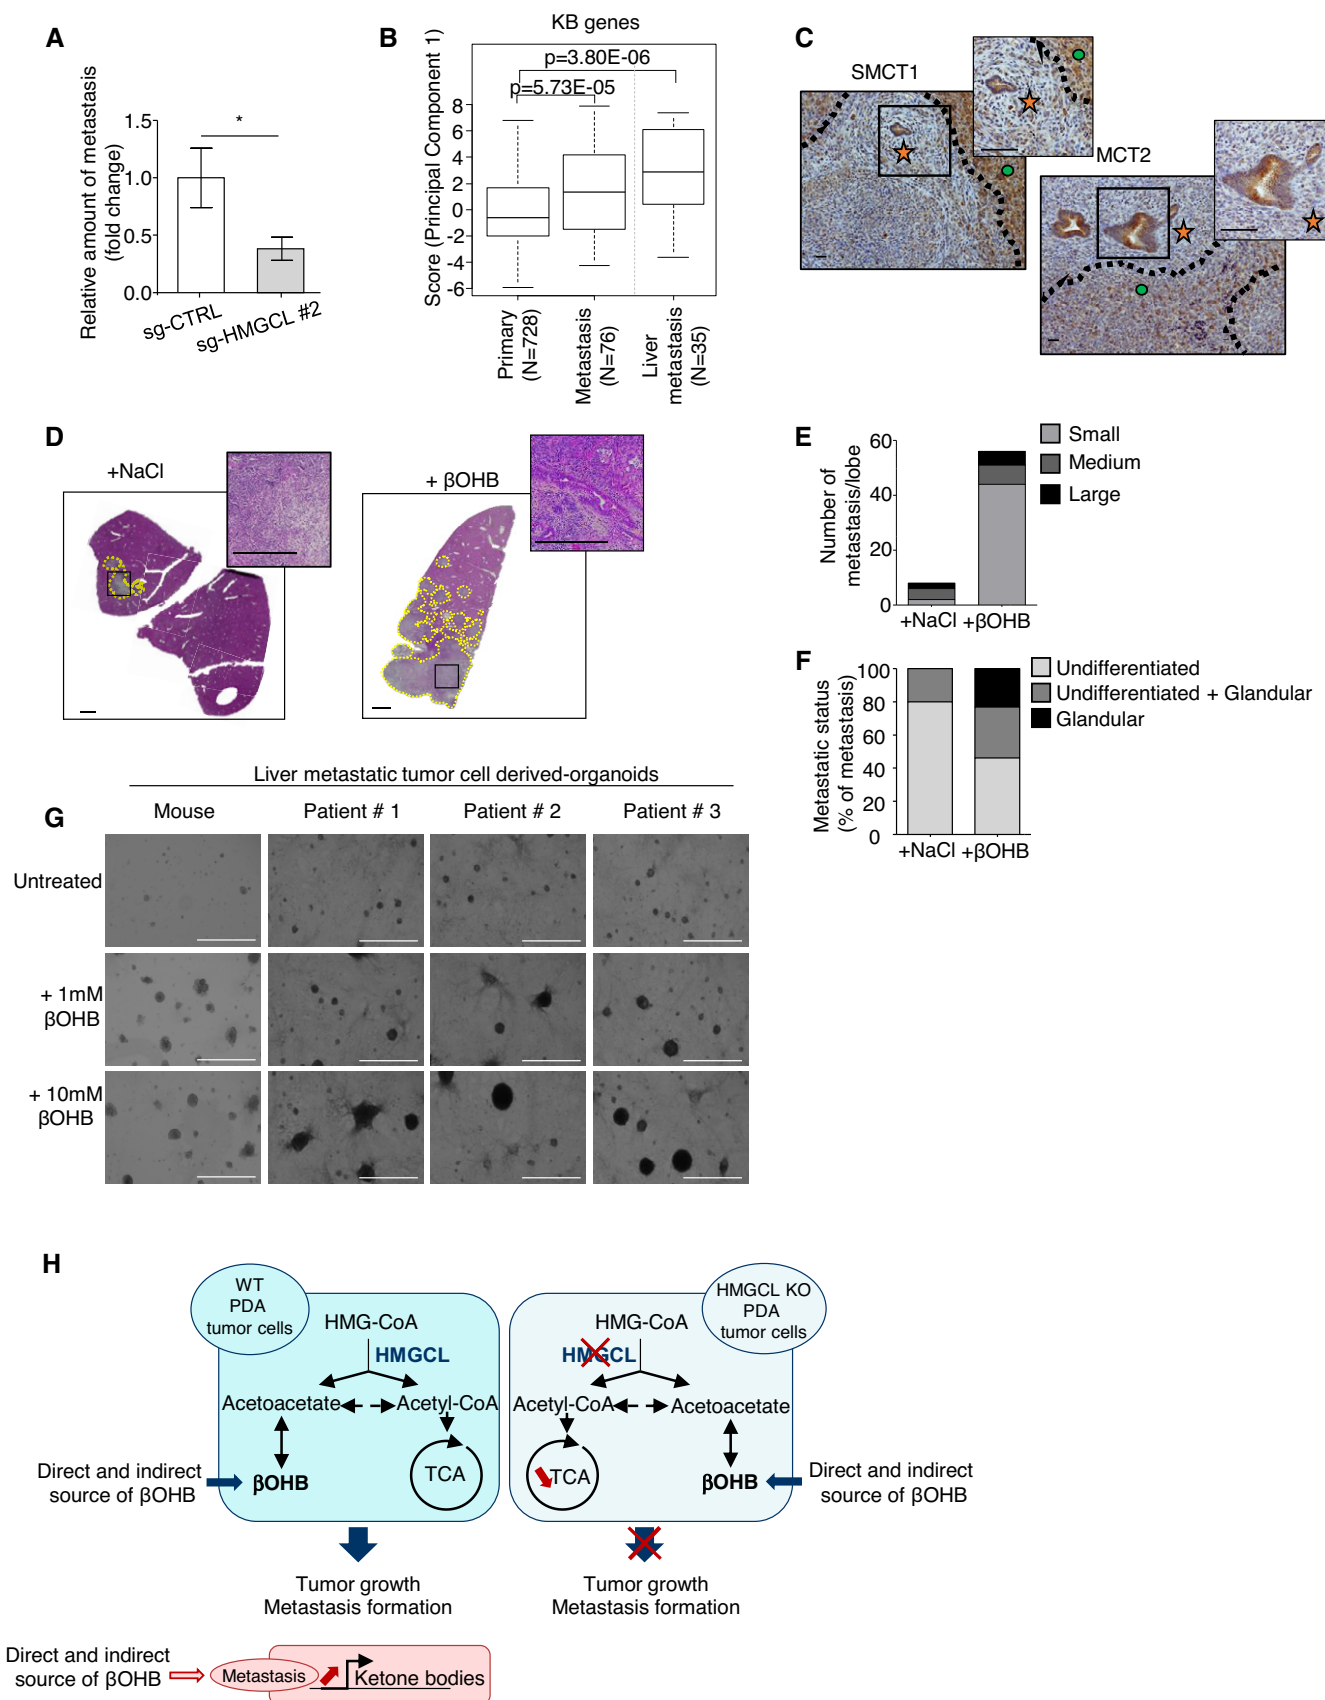 A
Relative amount of metastasis
(fold change)
1.5
1.0
0.5
0.0
*
sg-CTRL
sg-HMGCL #2
B
KB genes
Score (Principal Component 1)
p=3.80E-06
p=5.73E-05
8
6
4
2
0
-2
-4
-6
Primary
(N=728)
Metastasis
(N=76)
Liver
metastasis
(N=35)
C
SMCT1
MCT2
D
+NaCl
+ βOHB
E
Number of
metastasis/lobe
60
40
20
0
+NaCl
+βOHB
Small
Medium
Large
F
Metastatic status
(% of metastasis)
100
80
60
40
20
0
+NaCl
+βOHB
Undifferentiated
Undifferentiated + Glandular
Glandular
G
Liver metastatic tumor cell derived-organoids
Mouse
Patient # 1
Patient # 2
Patient # 3
Untreated
+ 1mM
βOHB
+ 10mM
βOHB
H
WT
PDA
tumor cells
HMG-CoA
HMGCL
Acetoacetate
Acetyl-CoA
βOHB
TCA
Direct and indirect
source of βOHB
Tumor growth
Metastasis formation
HMGCL KO
PDA
tumor cells
HMG-CoA
HMGCL
Acetyl-CoA
Acetoacetate
TCA
βOHB
Direct and indirect
source of βOHB
Tumor growth
Metastasis formation
Direct and indirect
source of βOHB
Metastasis
Ketone bodies